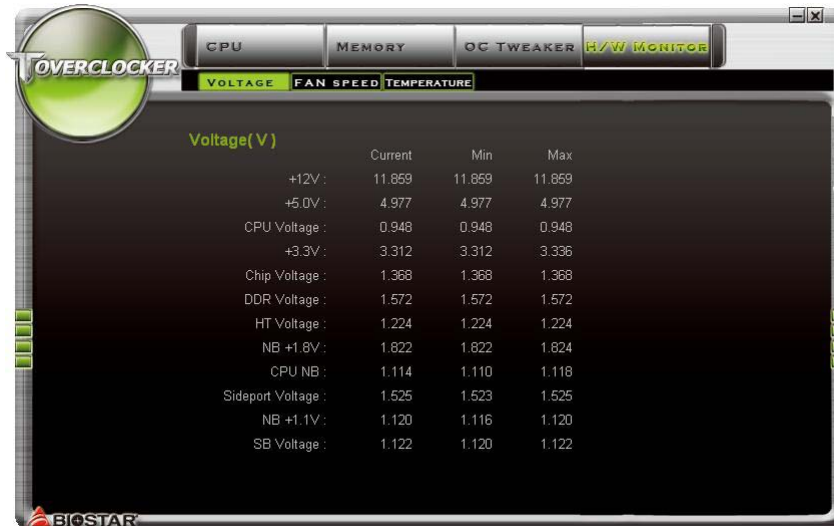 CPU MEMORY OC TWEAKER H/W MONITOR
TOVERCLOCKER
VOLTAGE FAN SPEED TEMPERATURE
Voltage(V)
Current Min Max
+12V : 11.859 11.859 11.859
+5.0V : 4.977 4.977 4.977
CPU Voltage : 0.948 0.948 0.948
+3.3V : 3.312 3.312 3.336
Chip Voltage : 1.368 1.368 1.368
DDR Voltage : 1.572 1.572 1.572
HT Voltage : 1.224 1.224 1.224
NB +1.8V : 1.822 1.822 1.824
CPU NB : 1.114 1.110 1.118
Sideport Voltage : 1.525 1.523 1.525
NB +1.1V : 1.120 1.116 1.120
SB Voltage : 1.122 1.120 1.122
BIOSTAR